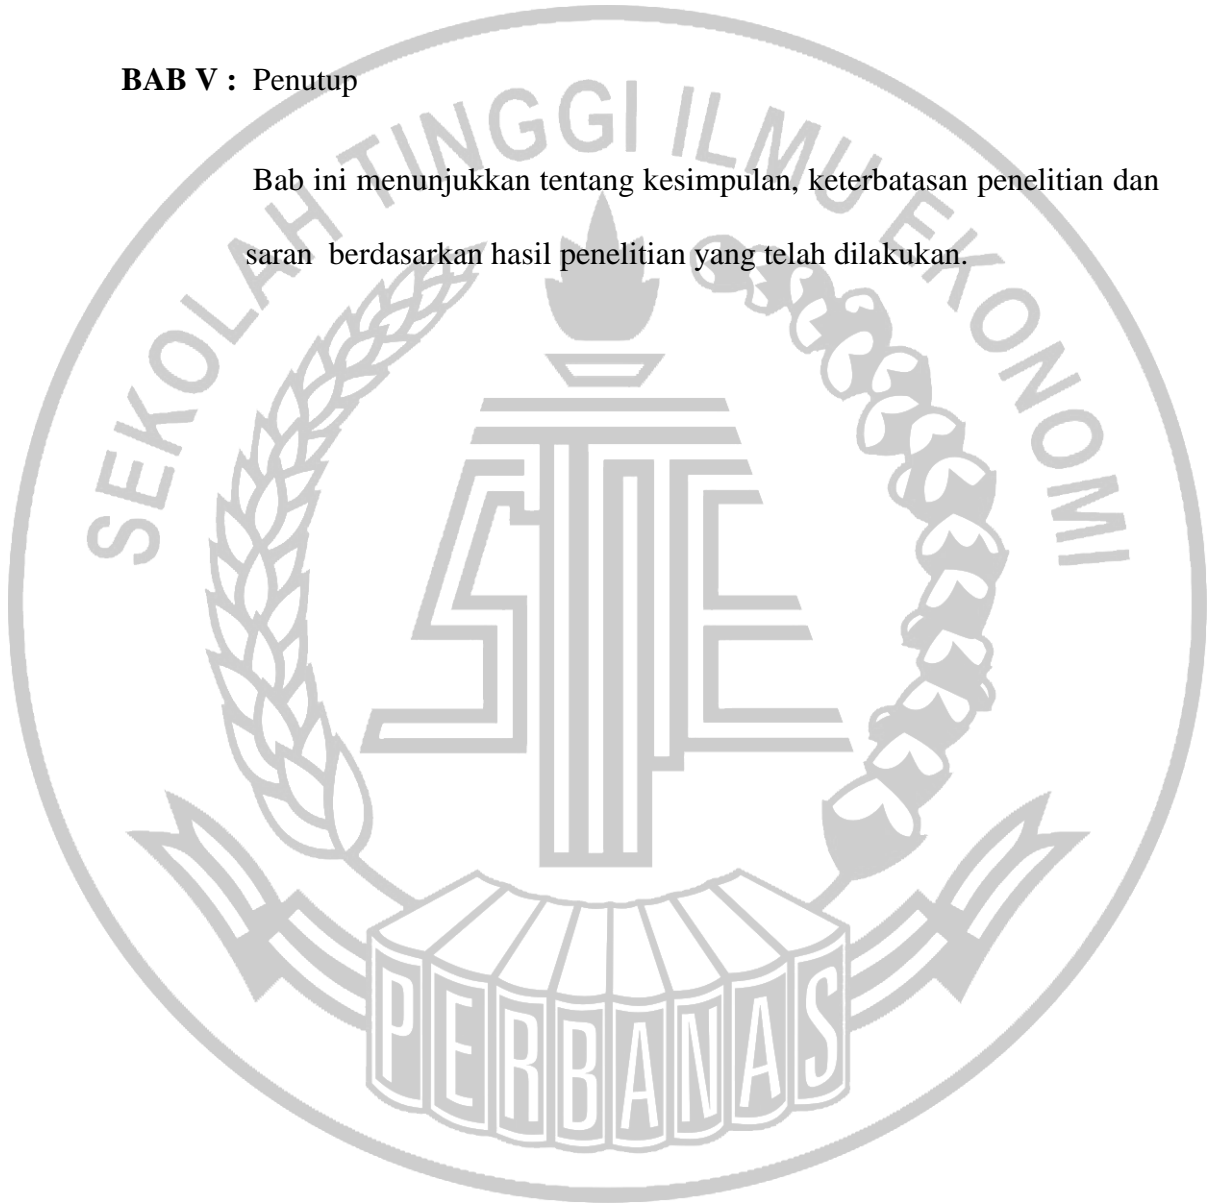 BAB V : Penutup
SEKOLAH TINGGI ILMU EKONOMI
Bab ini menunjukkan tentang kesimpulan, keterbatasan penelitian dan
saran berdasarkan hasil penelitian yang telah dilakukan.
STIE
PERBANAS